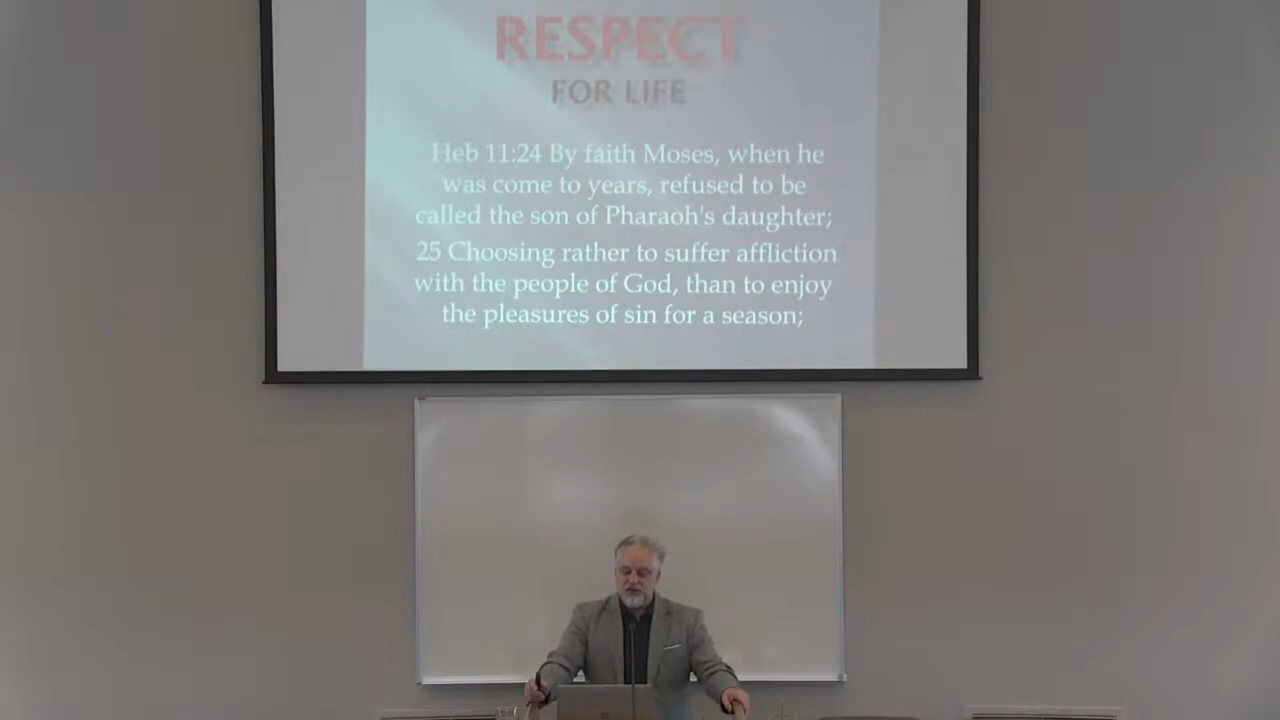 RESPECT
FOR LIFE
Heb 11:24 By faith Moses, when he
was come to years, refused to be
called the son of Pharaoh's daughter;
25 Choosing rather to suffer affliction
with the people of God, than to enjoy
the pleasures of sin for a season;